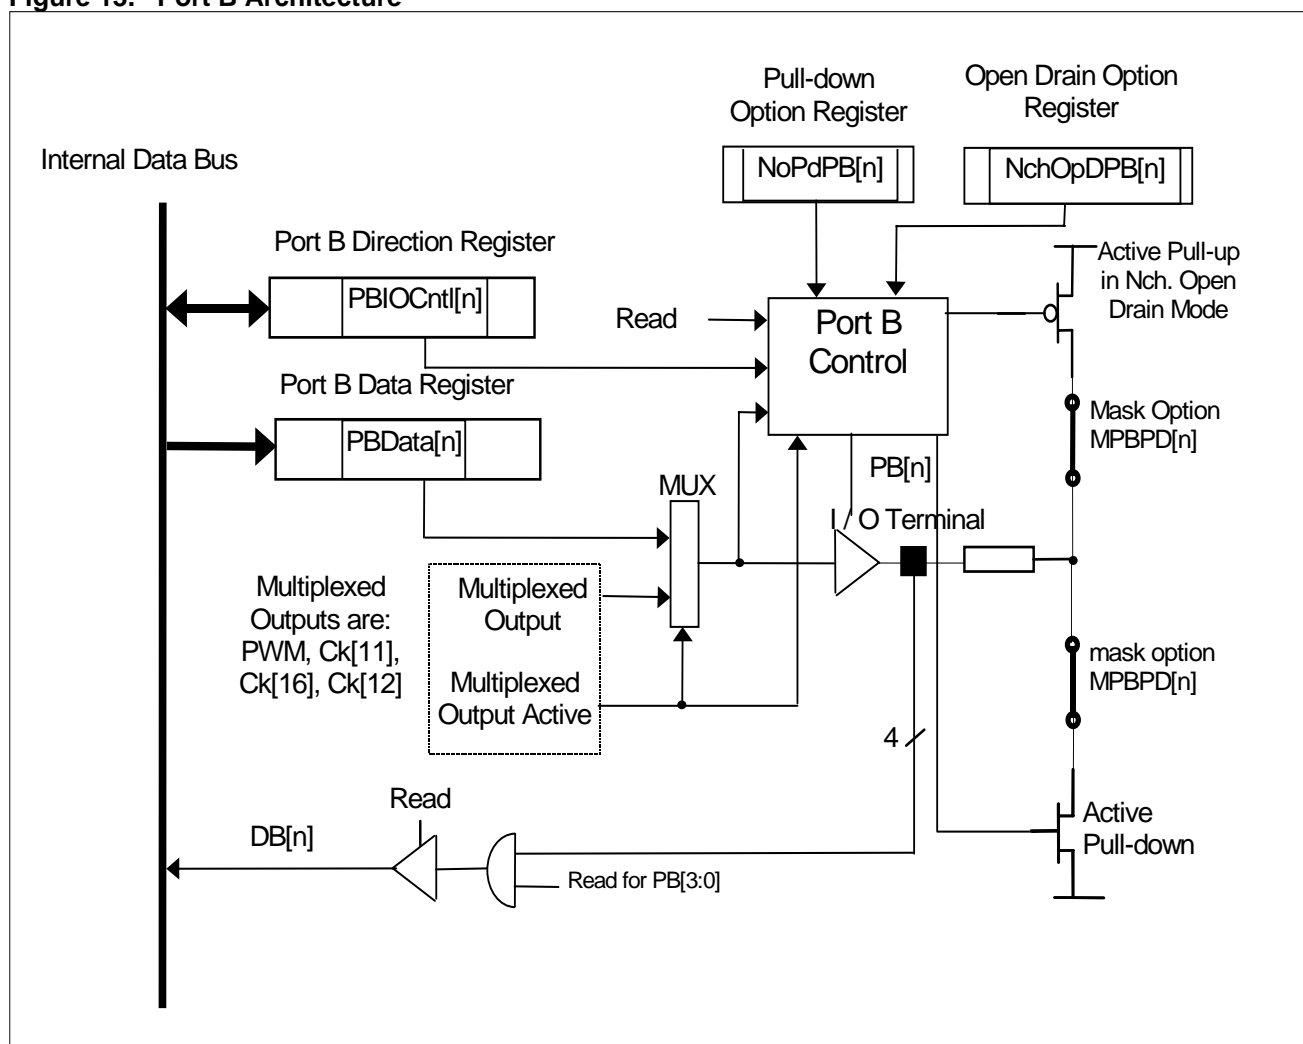 Figure 13. Port B Architecture
Pull-down
Option Register
Open Drain Option
Register
Internal Data Bus
NoPdPB[n]
NchOpDPB[n]
Port B Direction Register
Active Pull-up
in Nch. Open
Drain Mode
PBIOCntl[n]
Read
Port B
Control
Port B Data Register
Mask Option
MPBPD[n]
PBData[n]
PB[n]
MUX
I / O Terminal
Multiplexed
Outputs are:
PWM, Ck[11],
Ck[16], Ck[12]
Multiplexed
Output
Multiplexed
Output Active
mask option
MPBPD[n]
4
Read
DB[n]
Active
Pull-down
Read for PB[3:0]